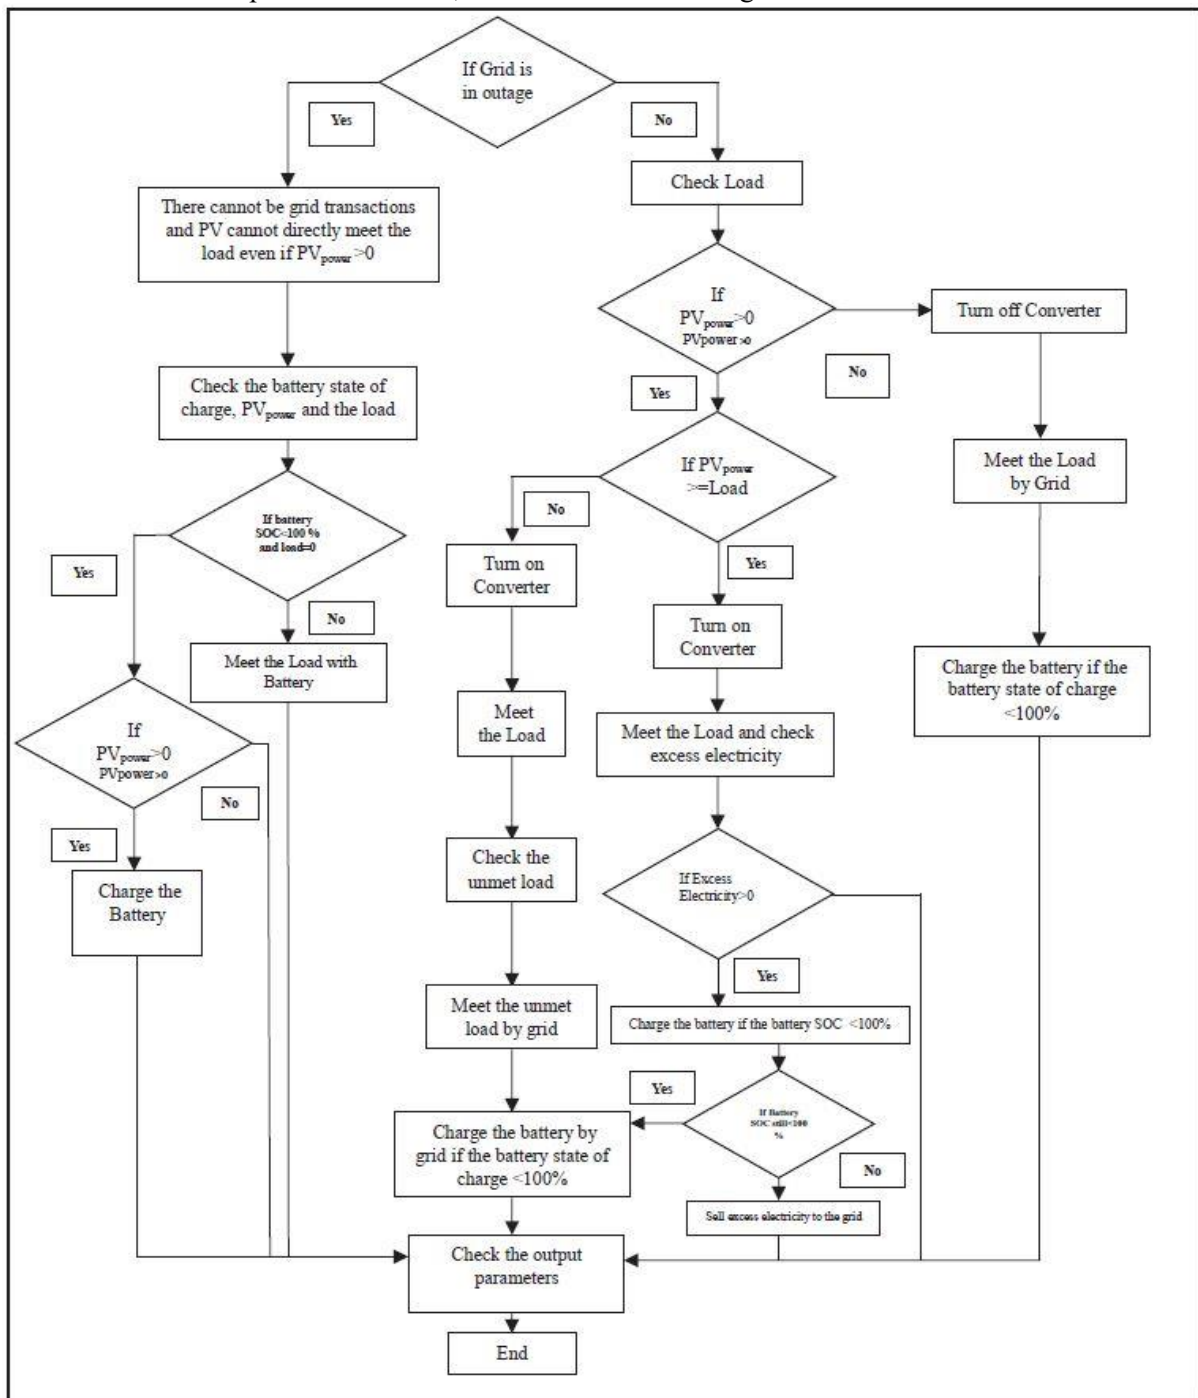 If Grid is
in outage
Yes
No
Check Load
There cannot be grid transactions
and PV cannot directly meet the
load even if PVpower >0
If
PVpower>0
PVpower >0
Turn off Converter
No
Yes
Check the battery state of
charge, PVpower and the load
If PVpower
>=Load
Meet the Load
by Grid
No
If battery
SOC<100 %
and load=0
Yes
Turn on
Converter
Yes
No
Turn on
Converter
Meet the Load with
Battery
Charge the battery if the
battery state of charge
<100%
Meet
the Load
Meet the Load and check
excess electricity
If
PVpower>0
PVpower>0
No
Yes
Check the
unmet load
If Excess
Electricity>0
Charge the
Battery
Yes
Meet the unmet
load by grid
Charge the battery if the battery SOC <100%
Yes
If Battery
SOC still<100
%
Charge the battery by
grid if the battery state of
charge <100%
No
Sell excess electricity to the grid
Check the output
parameters
End